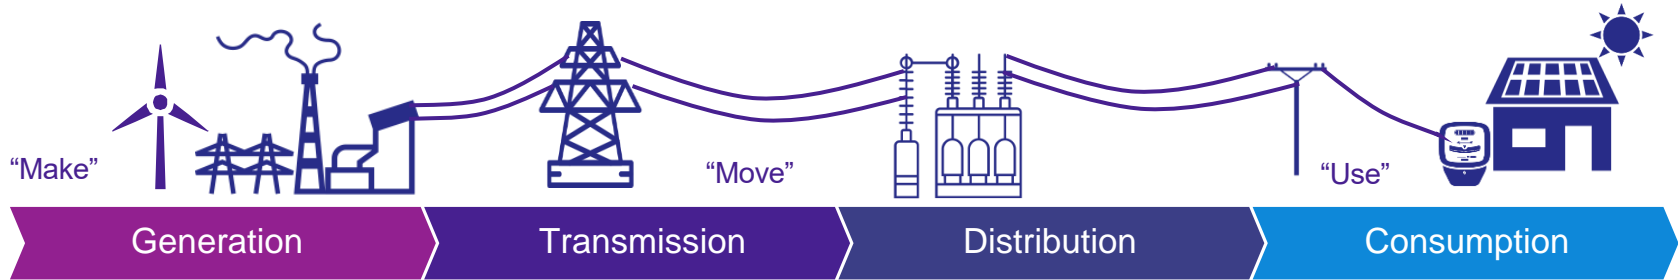 “Make”
“Move”
“Use”
Generation
Transmission
Distribution
Consumption